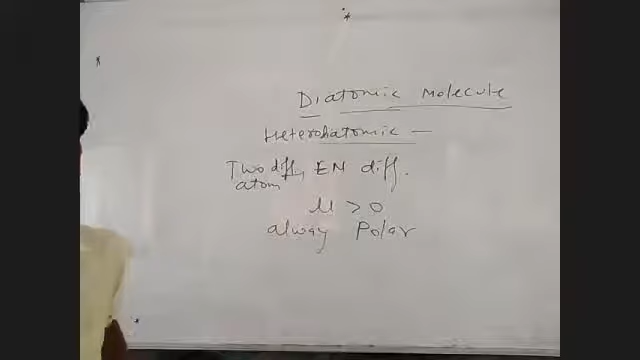 Diatomic Molecule
Heterohatomic —
Two diff, EN diff.
atom
μ > 0
alway Polar